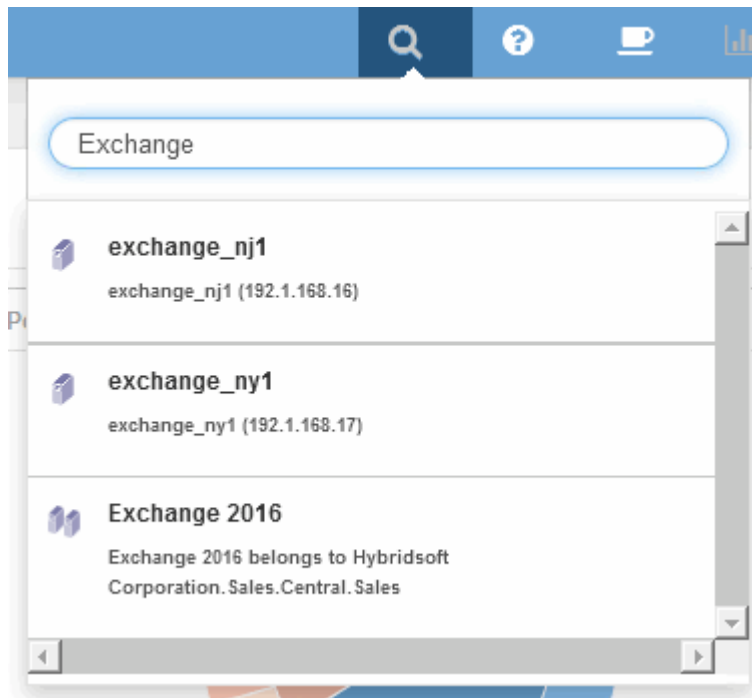 Exchange
exchange_nj1
exchange_nj1 (192.1.168.16)
exchange_ny1
exchange_ny1 (192.1.168.17)
Exchange 2016
Exchange 2016 belongs to Hybridsoft
Corporation.Sales.Central.Sales